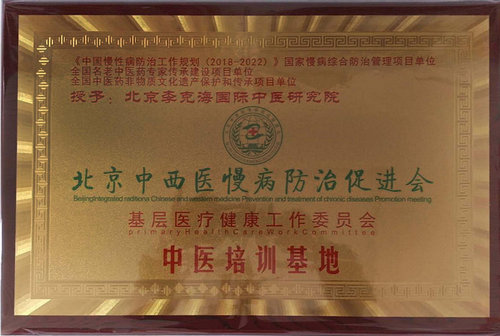 《中国慢性病防治工作规划（2018-2022）》国家慢病综合防治管理项目单位
全国名老中医药专家传承建设项目单位
全国中医药非物质文化遗产保护和传承项目单位
授予：北京李克海国际中医研究院
北京中西医慢病防治促进会
BeijingIntegrated raditiona Chinese and western medicine Prevention and treatment of chronic diseases Promotion meeting
基层医疗健康工作委员会
primaryHealthCareWorkCommittee
中医培训基地